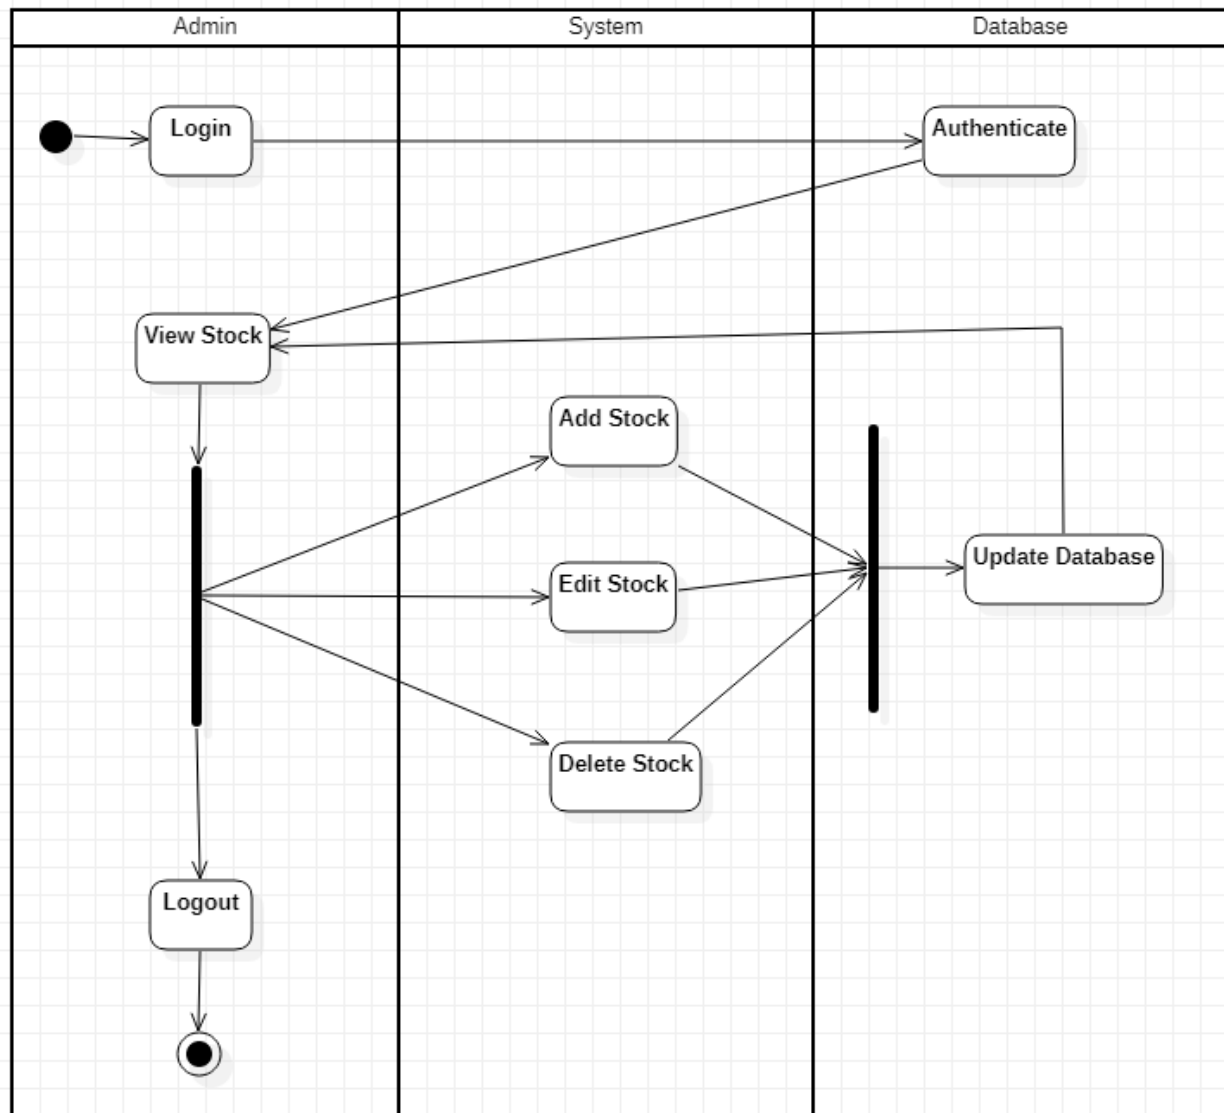 Admin
System
Database
Login
Authenticate
View Stock
Add Stock
Edit Stock
Update Database
Delete Stock
Logout